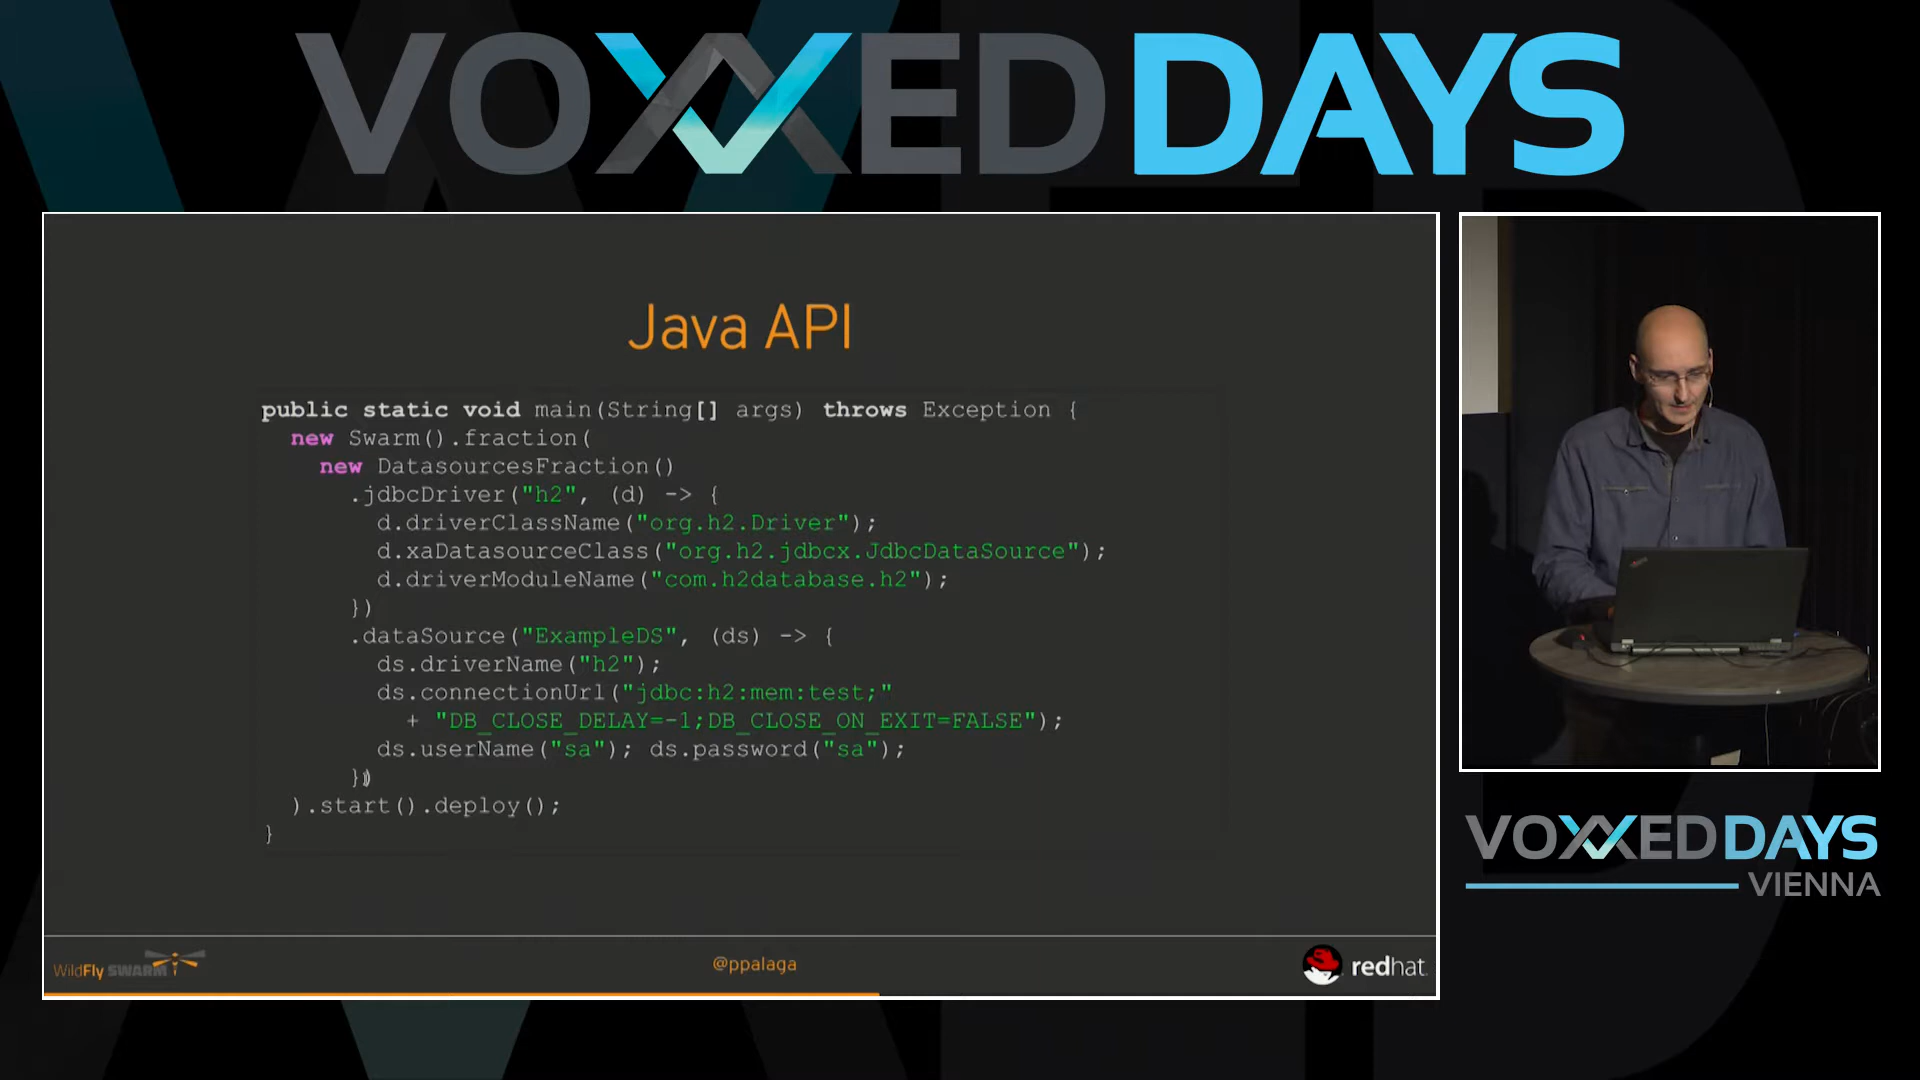 VOXXED DAYS
Java API
public static void main(String[] args) throws Exception {
new Swarm().fraction(
new DatasourcesFraction()
.jdbcDriver("h2", (d) -> {
d.driverClassName("org.h2.Driver");
d.xaDatasourceClass("org.h2.jdbcx.JdbcDataSource");
d.driverModuleName("com.h2database.h2");
})
.dataSource("ExampleDS", (ds) -> {
ds.driverName("h2");
ds.connectionUrl("jdbc:h2:mem:test;"
+ "DB_CLOSE_DELAY=-1;DB_CLOSE_ON_EXIT=FALSE");
ds.userName("sa"); ds.password("sa");
})
).start().deploy();
}
WildFly SWARM
@ppalaga
redhat.
VOXXED DAYS
VIENNA